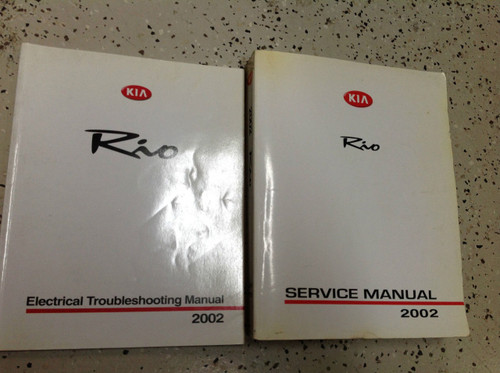 KIA
Rio
Electrical Troubleshooting Manual
2002
KIA
Rio
SERVICE MANUAL
2002